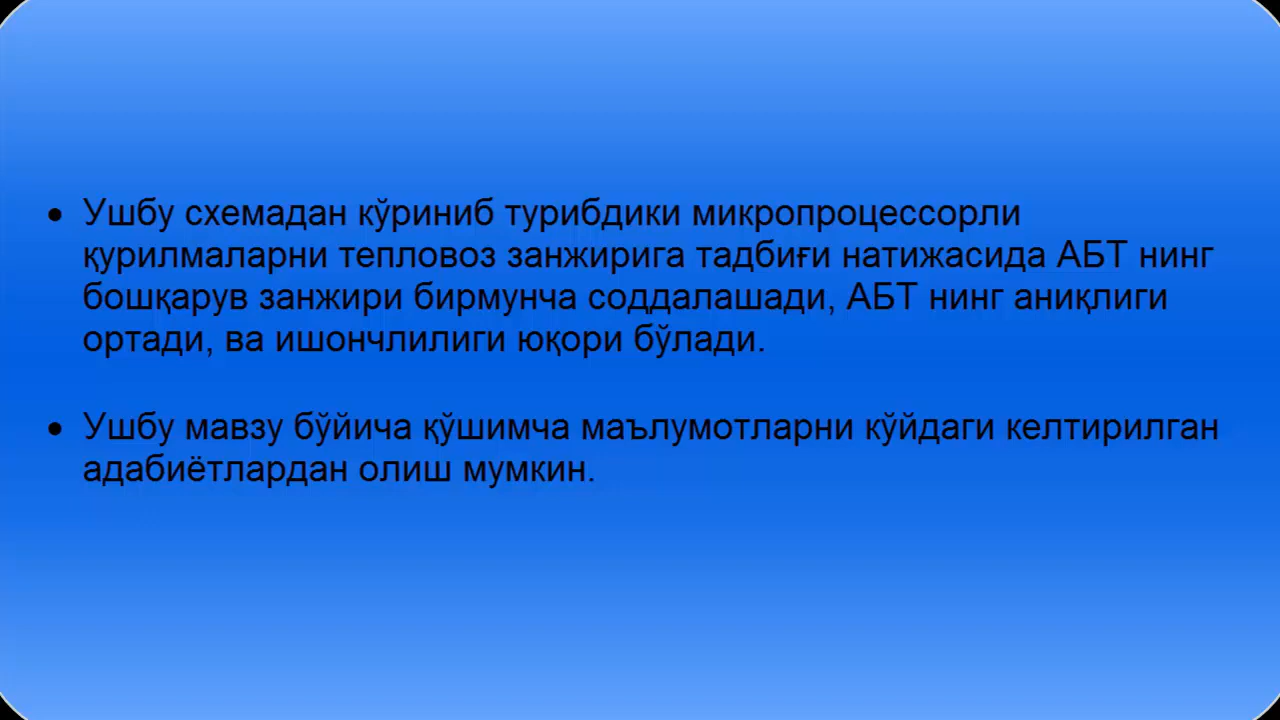 • Ушбу схемадан кўриниб турибдики микропроцессорли
қурилмаларни тепловоз занжирига тадбиғи натижасида АБТ нинг
бошқарув занжири бирмунча соддалашади, АБТ нинг аниқлиги
ортади, ва ишончлилиги юқори бўлади.
• Ушбу мавзу бўйича қўшимча маълумотларни кўйдаги келтирилган
адабиётлардан олиш мумкин.